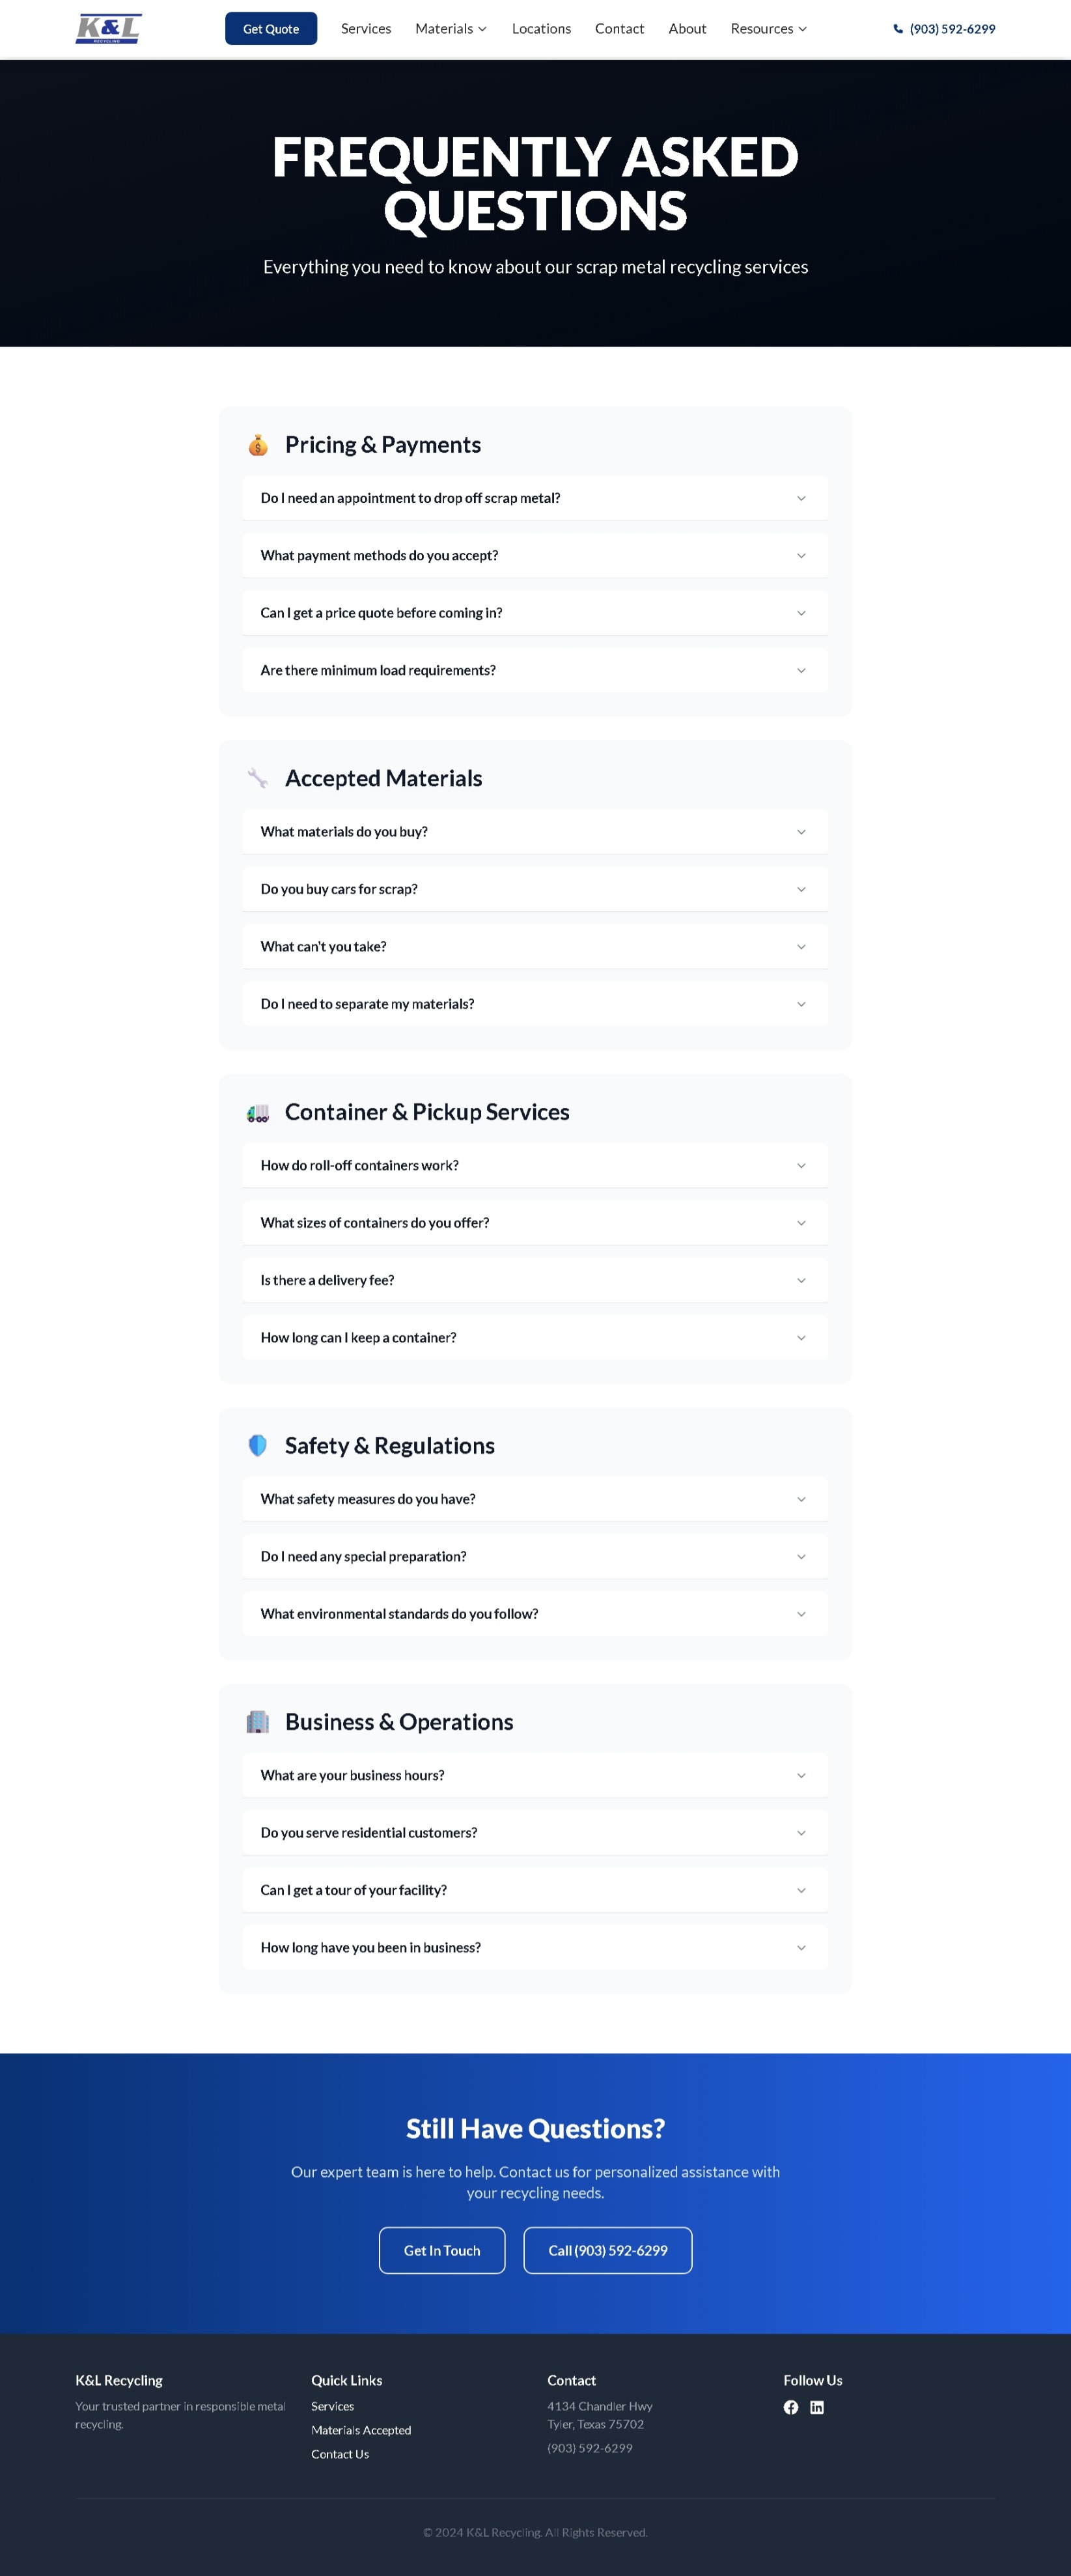 K&L
RECYCLING
Get Quote
Services
Materials
Locations
Contact
About
Resources
(903) 592-6299
FREQUENTLY ASKED
QUESTIONS
Everything you need to know about our scrap metal recycling services
Pricing & Payments
Do I need an appointment to drop off scrap metal?
What payment methods do you accept?
Can I get a price quote before coming in?
Are there minimum load requirements?
Accepted Materials
What materials do you buy?
Do you buy cars for scrap?
What can't you take?
Do I need to separate my materials?
Container & Pickup Services
How do roll-off containers work?
What sizes of containers do you offer?
Is there a delivery fee?
How long can I keep a container?
Safety & Regulations
What safety measures do you have?
Do I need any special preparation?
What environmental standards do you follow?
Business & Operations
What are your business hours?
Do you serve residential customers?
Can I get a tour of your facility?
How long have you been in business?
Still Have Questions?
Our expert team is here to help. Contact us for personalized assistance with
your recycling needs.
Get In Touch
Call (903) 592-6299
K&L Recycling
Your trusted partner in responsible metal
recycling.
Quick Links
Services
Materials Accepted
Contact Us
Contact
4134 Chandler Hwy
Tyler, Texas 75702
(903) 592-6299
Follow Us
© 2024 K&L Recycling. All Rights Reserved.